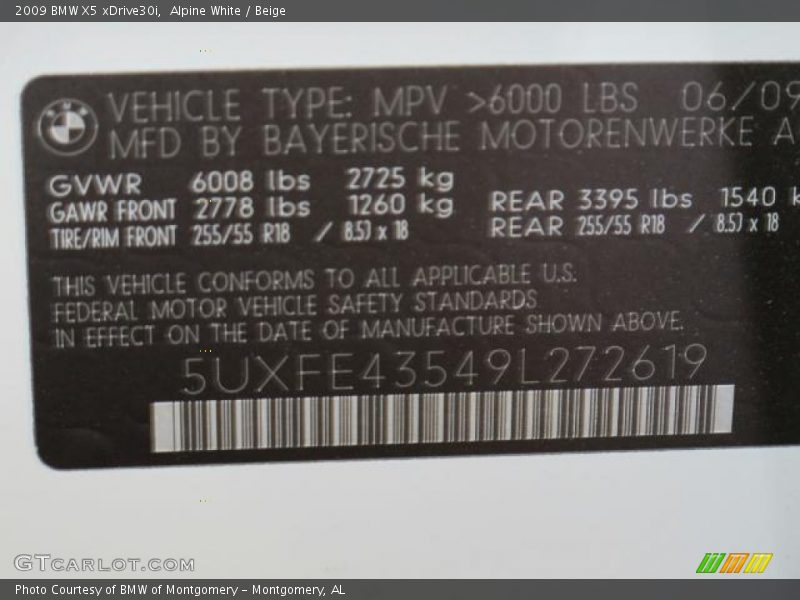 2009 BMW X5 xDrive30i, Alpine White / Beige
VEHICLE TYPE: MPV >6000 LBS 06/09
MFD BY BAYERISCHE MOTORENWERKE A
GVWR 6008 lbs 2725 kg
GAWR FRONT 2778 lbs 1260 kg REAR 3395 lbs 1540 k
TIRE/RIM FRONT 255/55 R18 / 8.5J x 18 REAR 255/55 R18 / 8.5J x 18
THIS VEHICLE CONFORMS TO ALL APPLICABLE U.S.
FEDERAL MOTOR VEHICLE SAFETY STANDARDS
IN EFFECT ON THE DATE OF MANUFACTURE SHOWN ABOVE.
5UXFE43549L272619
GTCARLOT.COM
Photo Courtesy of BMW of Montgomery - Montgomery, AL